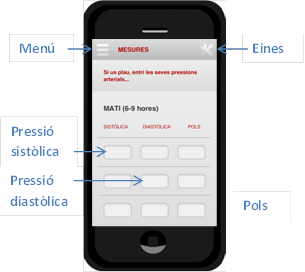 Menú
MESURES
Eines
Si us plau, entri les seves pressions
arterials...
MATI (6-9 hores)
SISTÒLICA DIASTÒLICA POLS
Pressió
sistòlica
Pressió
diastòlica
Pols